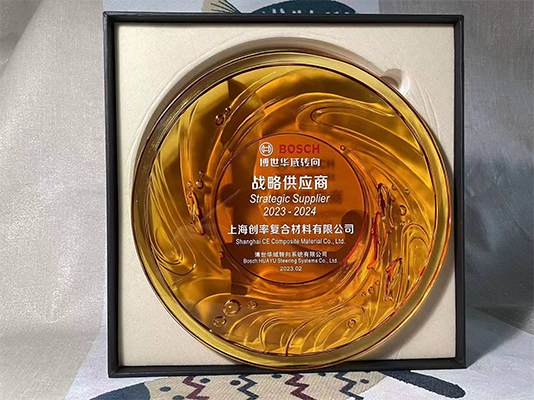 BOSCH
博世华域转向
战略供应商
Strategic Supplier
2023 - 2024
上海创率复合材料有限公司
Shanghai CE Composite Material Co., Ltd.
博世华域转向系统有限公司
Bosch HUAYU Steering Systems Co., Ltd.
2023.02